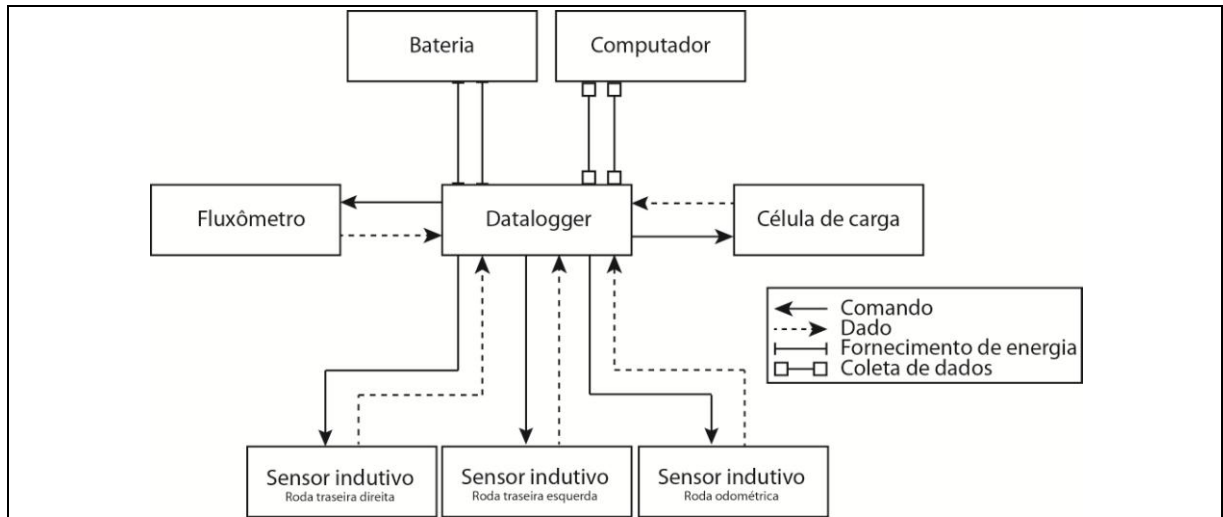 Bateria
Computador
Fluxômetro
Datalogger
Célula de carga
Comando
Dado
Fornecimento de energia
Coleta de dados
Sensor indutivo
Roda traseira direita
Sensor indutivo
Roda traseira esquerda
Sensor indutivo
Roda odométrica